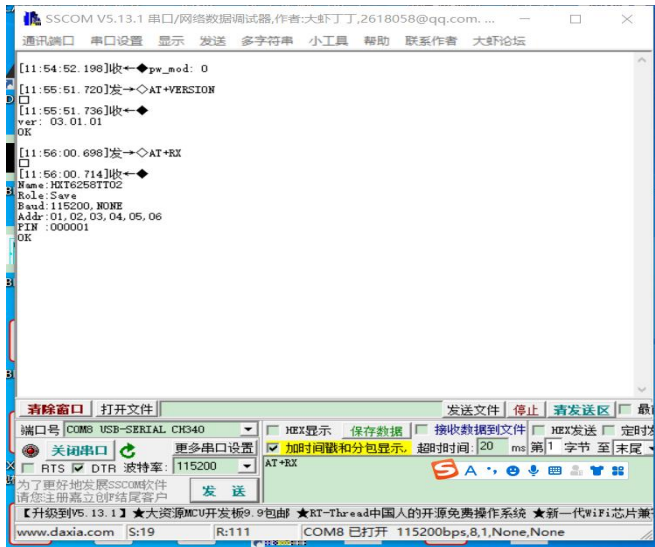 SSCOM V5.13.1 串口/网络数据调试器,作者:大虾丁丁,2618058@qq.com. ...
通讯端口 串口设置 显示 发送 多字符串 小工具 帮助 联系作者 大虾论坛
[11:54:52.198]收←◆pw_mod: 0
[11:55:51.720]发→◇AT+VERSION
□
[11:55:51.736]收←◆
ver: 03.01.01
OK
[11:56:00.698]发→◇AT+RX
□
[11:56:00.714]收←◆
Name:HXT6258TT02
Role:Save
Baud:115200,NONE
Addr:01,02,03,04,05,06
PIN :000001
OK
清除窗口 打开文件 发送文件 停止 清发送区 最
端口号 COM8 USB-SERIAL CH340 HEX显示 保存数据 接收数据到文件 HEX发送 定时发
关闭串口 更多串口设置 加时间戳和分包显示, 超时时间: 20 ms 第1 字节 至 末尾
RTS DTR 波特率: 115200 AT+RX
为了更好地发展SSCOM软件
请您注册嘉立创F结尾客户
发 送
【升级到V5.13.1】★大资源MCU开发板9.9包邮 ★RT-Thread中国人的开源免费操作系统 ★新一代WiFi芯片兼
www.daxia.com S:19 R:111 COM8 已打开 115200bps,8,1,None,None